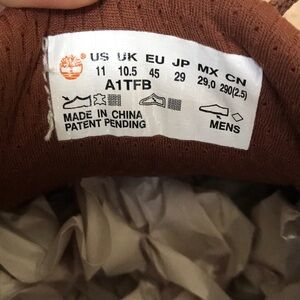 US UK EU JP MX CN
11 10.5 45 29 29,0 290(2.5)
A1TFB
MADE IN CHINA
PATENT PENDING
MENS